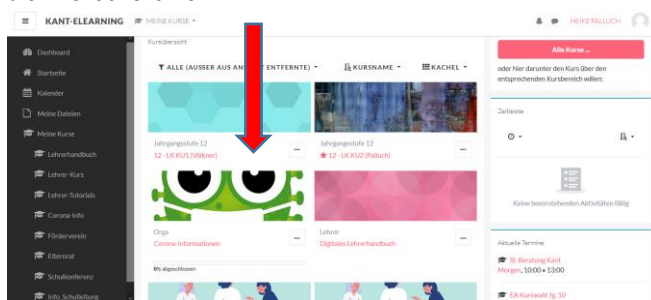 KANT-ELEARNING
MEINE KURSE
HEIKE PALLUCH
Dashboard
Startseite
Kalender
Meine Dateien
Meine Kurse
Lehrerhandbuch
Lehrer-Kurs
Lehrer-Tutorials
Corona-Info
Förderverein
Elternrat
Schulkonferenz
Info Schulleitung
Kursübersicht
ALLE (AUSSER AUS
ENTFERNTE)
KURSNAME
KACHEL
Jahrgangsstufe 12
12 - LK KU1 (Völkner)
Jahrgangsstufe 12
12 - LK KU2 (Palluch)
Orga
Corona-Informationen
0% abgeschlossen
Lehrer
Digitales Lehrerhandbuch
Alle Kurse ...
oder hier darunter den Kurs über den
entsprechenden Kursbereich wählen:
Zeitleiste
Keine bevorstehenden Aktivitäten fällig
Aktuelle Termine
St. Beratung Kant
Morgen, 10:00 » 13:00
EA Kurswahl Jg. 10